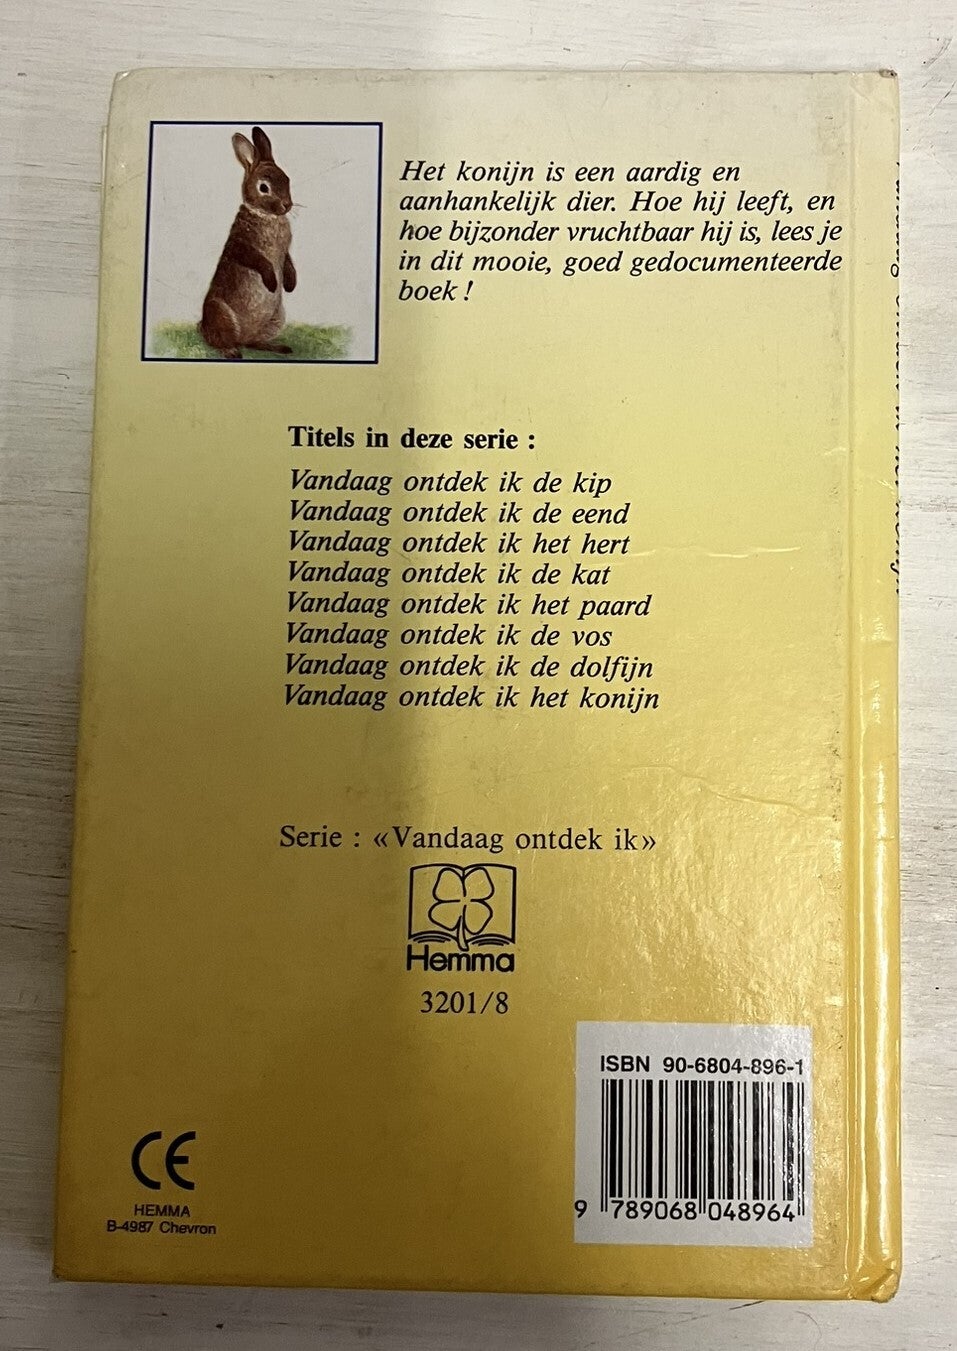 Het konijn is een aardig en
aanhankelijk dier. Hoe hij leeft, en
hoe bijzonder vruchtbaar hij is, lees je
in dit mooie, goed gedocumenteerde
boek !
Titels in deze serie :
Vandaag ontdek ik de kip
Vandaag ontdek ik de eend
Vandaag ontdek ik het hert
Vandaag ontdek ik de kat
Vandaag ontdek ik het paard
Vandaag ontdek ik de vos
Vandaag ontdek ik de dolfijn
Vandaag ontdek ik het konijn
Serie : «Vandaag ontdek ik»
Hemma
3201/8
ISBN 90-6804-896-1
9 789068 048964
CE
HEMMA
B-4987 Chevron